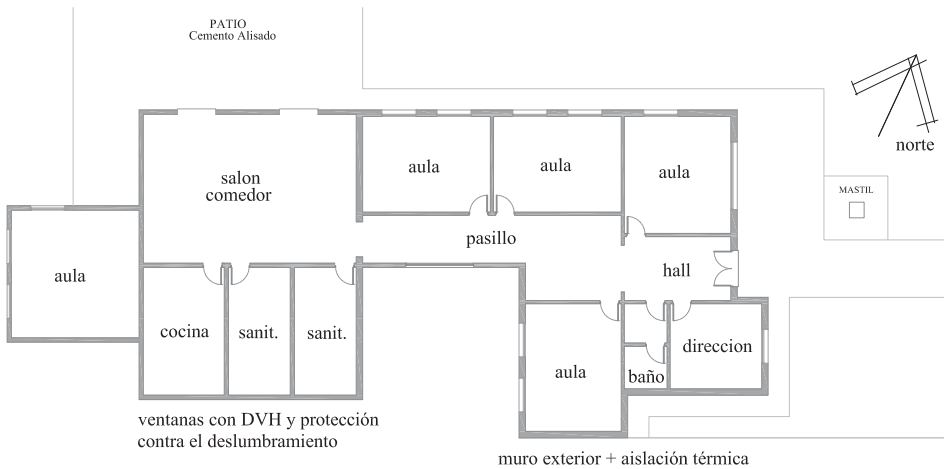 PATIO
Cemento Alisado
norte
MASTIL
salon
comedor
aula
aula
aula
pasillo
hall
aula
cocina
sanit.
sanit.
aula
baño
direccion
ventanas con DVH y protección
contra el deslumbramiento
muro exterior + aislación térmica